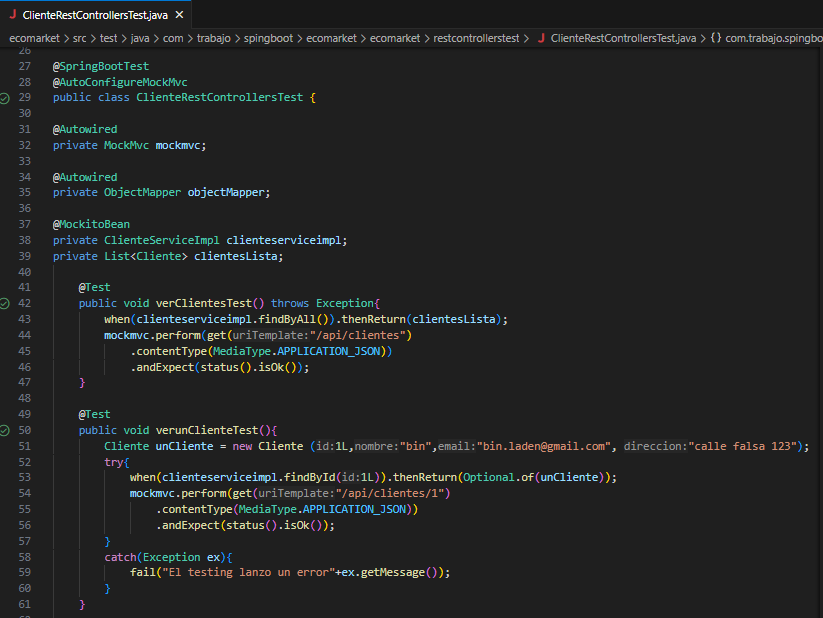 J ClienteRestControllersTest.java ×
ecomarket > src > test > java > com > trabajo > spingboot > ecomarket > ecomarket > restcontrollerstest > J ClienteRestControllersTest.java > {} com.trabajo.spingbo
26
27 @SpringBootTest
28 @AutoConfigureMockMvc
29 public class ClienteRestControllersTest {
30
31 @Autowired
32 private MockMvc mockmvc;
33
34 @Autowired
35 private ObjectMapper objectMapper;
36
37 @MockitoBean
38 private ClienteServiceImpl clienteserviceimpl;
39 private List<Cliente> clientesLista;
40
41 @Test
42 public void verClientesTest() throws Exception{
43 when(clienteserviceimpl.findByAll()).thenReturn(clientesLista);
44 mockmvc.perform(get(uriTemplate:"/api/clientes")
45 .contentType(MediaType.APPLICATION_JSON))
46 .andExpect(status().isOk());
47 }
48
49 @Test
50 public void verunClienteTest(){
51 Cliente unCliente = new Cliente (id:1L,nombre:"bin",email:"bin.laden@gmail.com", direccion:"calle falsa 123");
52 try{
53 when(clienteserviceimpl.findById(id:1L)).thenReturn(Optional.of(unCliente));
54 mockmvc.perform(get(uriTemplate:"/api/clientes/1")
55 .contentType(MediaType.APPLICATION_JSON))
56 .andExpect(status().isOk());
57 }
58 catch(Exception ex){
59 fail("El testing lanzo un error"+ex.getMessage());
60 }
61 }